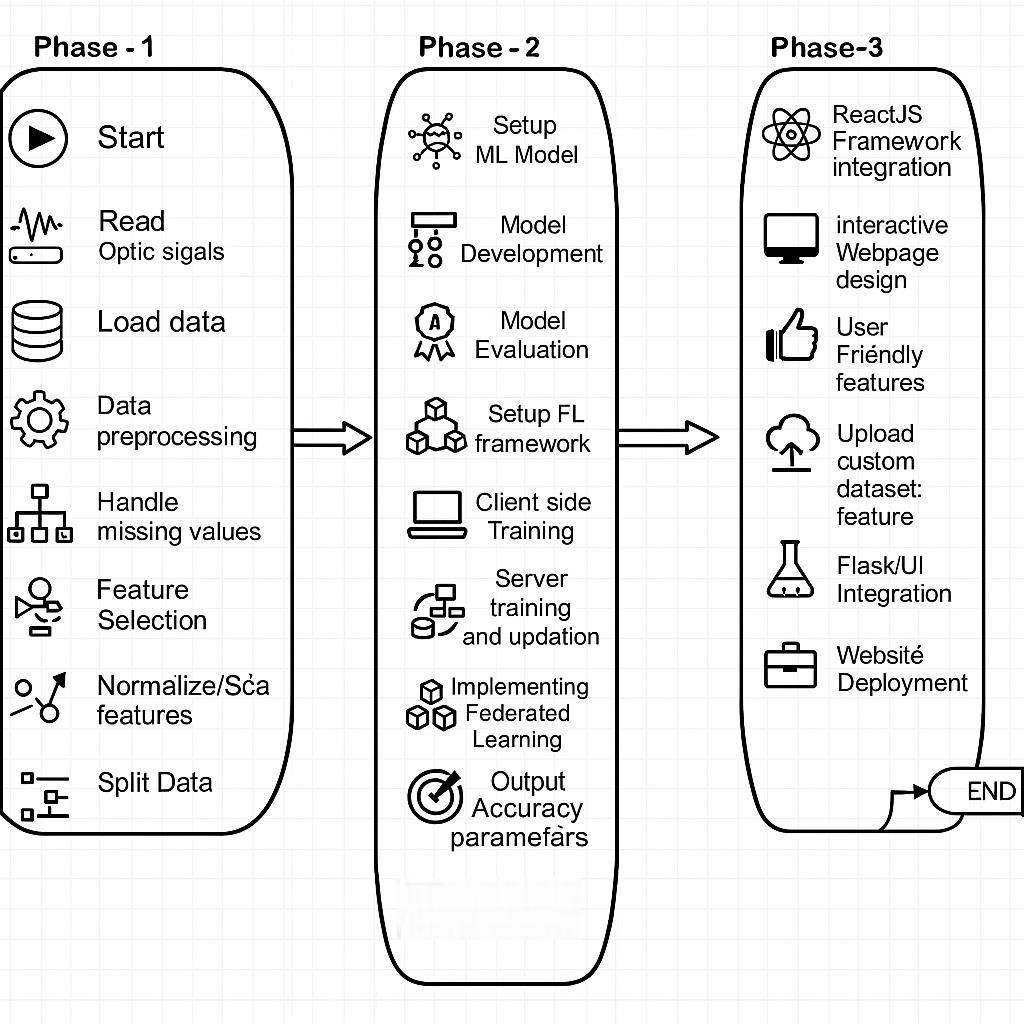 Phase - 1
Start
Read
Optic sigals
Load data
Data
preprocessing
Handle
missing values
Feature
Selection
Normalize/Sċa
features
Split Data
Phase - 2
Setup
ML Model
Model
Development
A
Model
Evaluation
Setup FL
framework
Client side
Training
Server
training
and updation
Implementing
Federated
Learning
Output
Accuracy
paramefàrs
Phase-3
ReactJS
Framework
integration
interactive
Webpage
design
User
Friéndly
features
Upload
custom
dataset:
feature
Flask/UI
Integration
Websité
Deployment
END